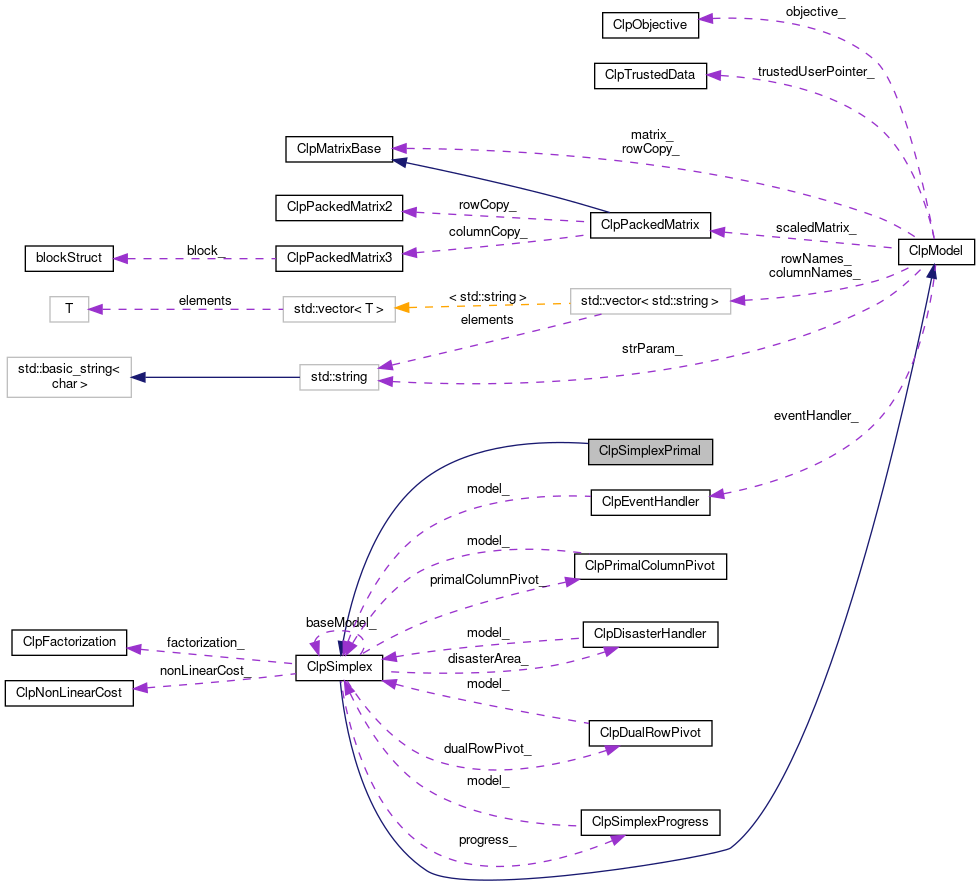 objective_
ClpObjective
ClpTrustedData
trustedUserPointer_
matrix_
rowCopy_
ClpMatrixBase
ClpPackedMatrix2
rowCopy_
ClpPackedMatrix
scaledMatrix_
ClpModel
blockStruct
block_
ClpPackedMatrix3
columnCopy_
rowNames_
columnNames_
T
elements
std::vector< T >
< std::string >
std::vector< std::string >
elements
std::basic_string<
char >
std::string
strParam_
eventHandler_
ClpSimplexPrimal
model_
ClpEventHandler
model_
ClpPrimalColumnPivot
primalColumnPivot_
baseModel_
ClpFactorization
factorization_
ClpSimplex
model_
ClpDisasterHandler
disasterArea_
ClpNonLinearCost
nonLinearCost_
model_
ClpDualRowPivot
dualRowPivot_
model_
ClpSimplexProgress
progress_